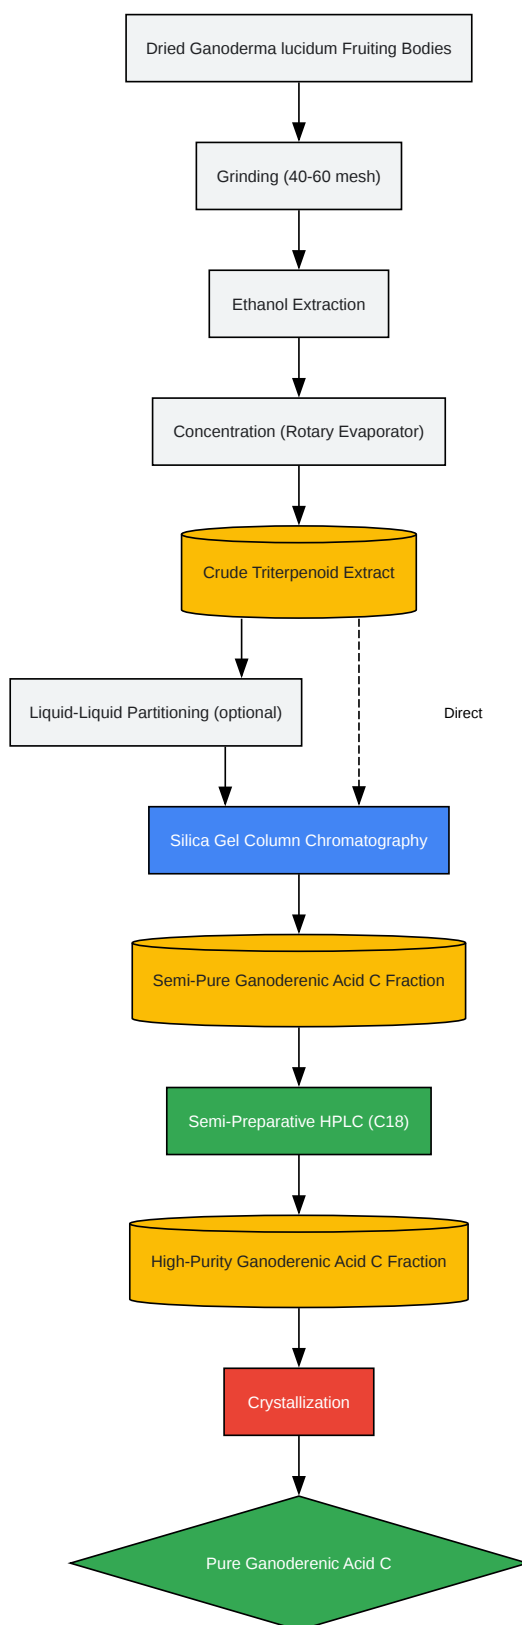 Dried Ganoderma lucidum Fruiting Bodies
Grinding (40-60 mesh)
Ethanol Extraction
Concentration (Rotary Evaporator)
Crude Triterpenoid Extract
Liquid-Liquid Partitioning (optional)
Direct
Silica Gel Column Chromatography
Semi-Pure Ganoderenic Acid C Fraction
Semi-Preparative HPLC (C18)
High-Purity Ganoderenic Acid C Fraction
Crystallization
Pure Ganoderenic Acid C